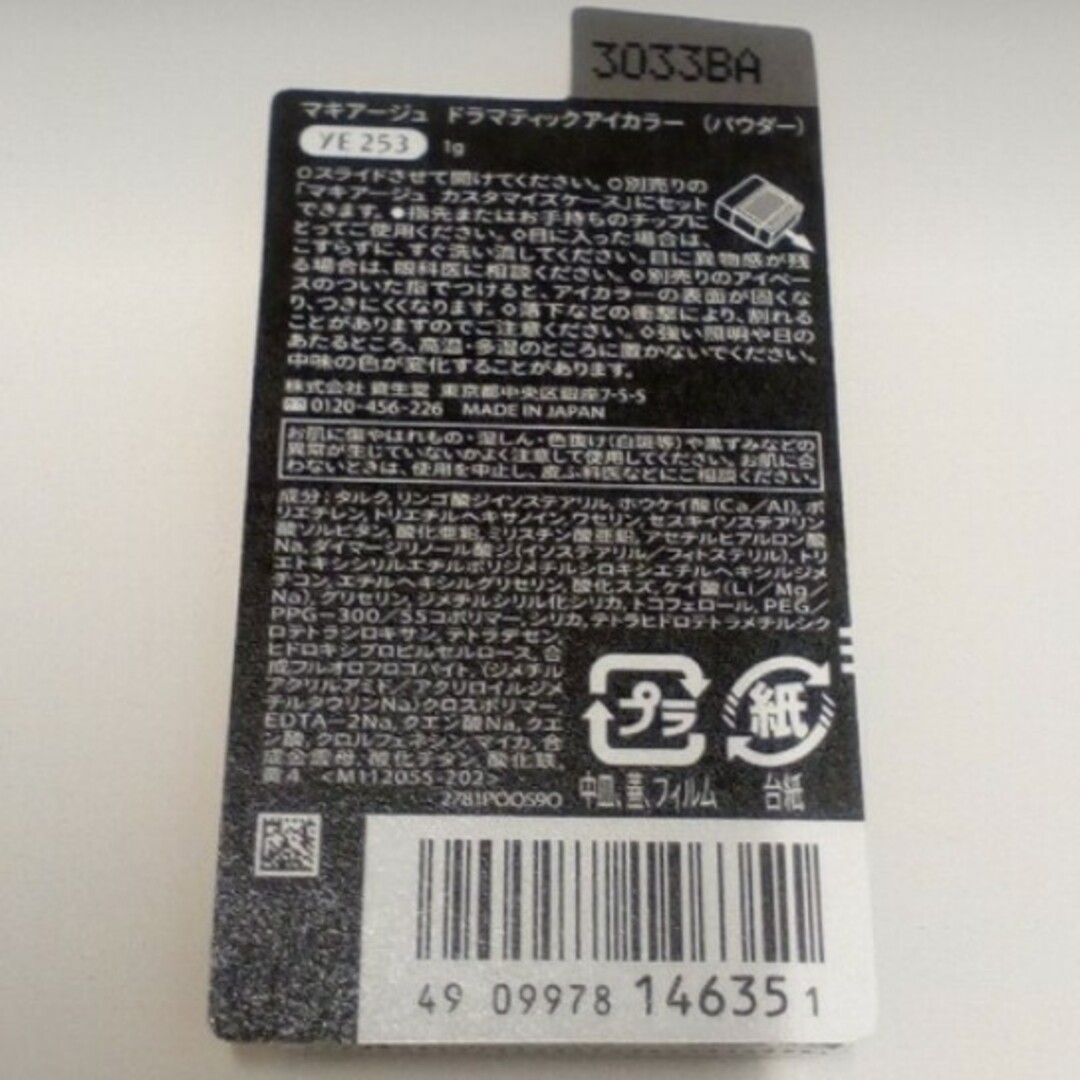 3033BA
マキアージュ ドラマティックアイカラー （パウダー）
YE 253 1g
○スライドさせて開けてください。○別売りの
「マキアージュ カスタマイズケース」にセット
できます。●指先またはお手持ちのチップに
とってご使用ください。◇目に入った場合は、
こすらずに、すぐ洗い流してください。目に異物感が残
る場合は、眼科医に相談ください。◇別売りのアイベー
スのついた指でつけると、アイカラーの表面が固くな
り、つきにくくなります。◇落下などの衝撃により、割れる
ことがありますのでご注意ください。◇強い照明や日の
あたるところ、高温・多湿のところに置かないでください。
中味の色が変化することがあります。
株式会社 資生堂 東京都中央区銀座7-5-5
0120-456-226 MADE IN JAPAN
お肌に傷やはれもの・湿しん・色抜け(白斑等)や黒ずみなどの
異常が生じていないかよく注意して使用してください。お肌に合
わないときは、使用を中止し、皮ふ科医などにご相談ください。
成分：タルク, リンゴ酸ジイソステアリル, ホウケイ酸(Ca/Al), ポ
リエチレン, トリエチルヘキサノイン, ワセリン, セスキイソステアリン
酸ソルビタン, 酸化亜鉛, ミリスチン酸亜鉛, アセチルヒアルロン酸
Na, ダイマージリノール酸ジ(イソステアリル/フィトステリル), トリ
エトキシシリルエチルポリジメチルシロキシエチルヘキシルジメ
チコン, エチルヘキシルグリセリン, 酸化スズ, ケイ酸(Li/Mg/
Na), グリセリン, ジメチルシリル化シリカ, トコフェロール, PEG/
PPG-300/55コポリマー, シリカ, テトラヒドロテトラメチルシク
ロテトラシロキサン, テトラデセン,
ヒドロキシプロピルセルロース, 合
成フルオロフロゴパイト, (ジメチル
アクリルアミド/アクリロイルジメ
チルタウリンNa)クロスポリマー,
EDTA-2Na, クエン酸Na, クエ
ン酸, クロルフェネシン, マイカ, 合
成金雲母, 酸化チタン, 酸化鉄,
黄4 <M112055-202>
2781P00590
プラ 紙
中皿、蓋、フィルム 台紙
49 09978 14635 1